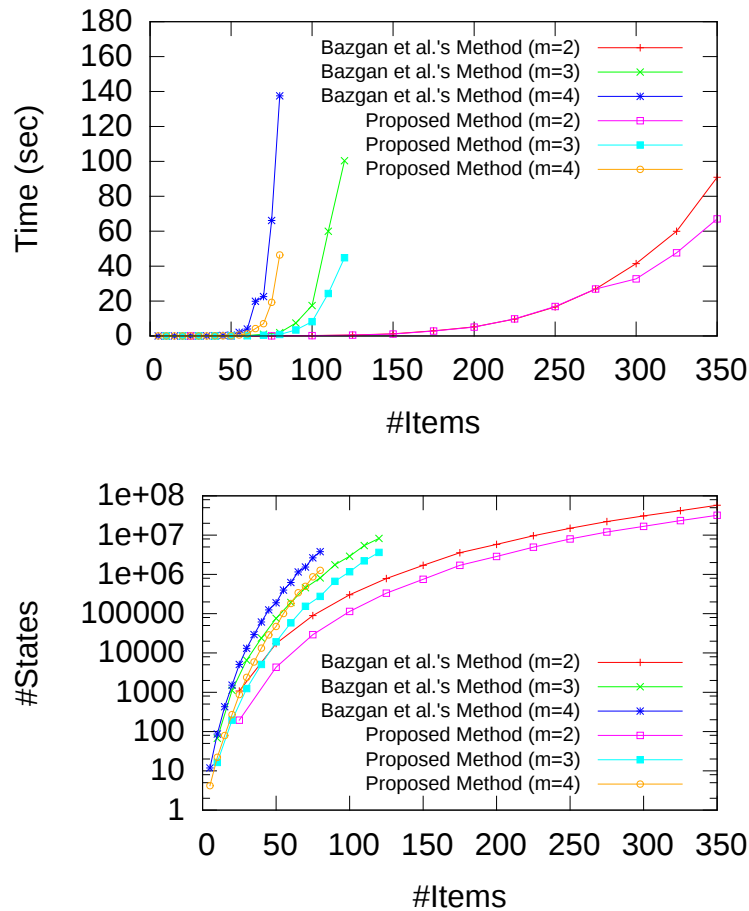 180
160
140
120
100
80
60
40
20
0
Time (sec)
Bazgan et al.'s Method (m=2)
Bazgan et al.'s Method (m=3)
Bazgan et al.'s Method (m=4)
Proposed Method (m=2)
Proposed Method (m=3)
Proposed Method (m=4)
0 50 100 150 200 250 300 350
#Items
1e+08
1e+07
1e+06
100000
10000
1000
100
10
1
#States
Bazgan et al.'s Method (m=2)
Bazgan et al.'s Method (m=3)
Bazgan et al.'s Method (m=4)
Proposed Method (m=2)
Proposed Method (m=3)
Proposed Method (m=4)
0 50 100 150 200 250 300 350
#Items